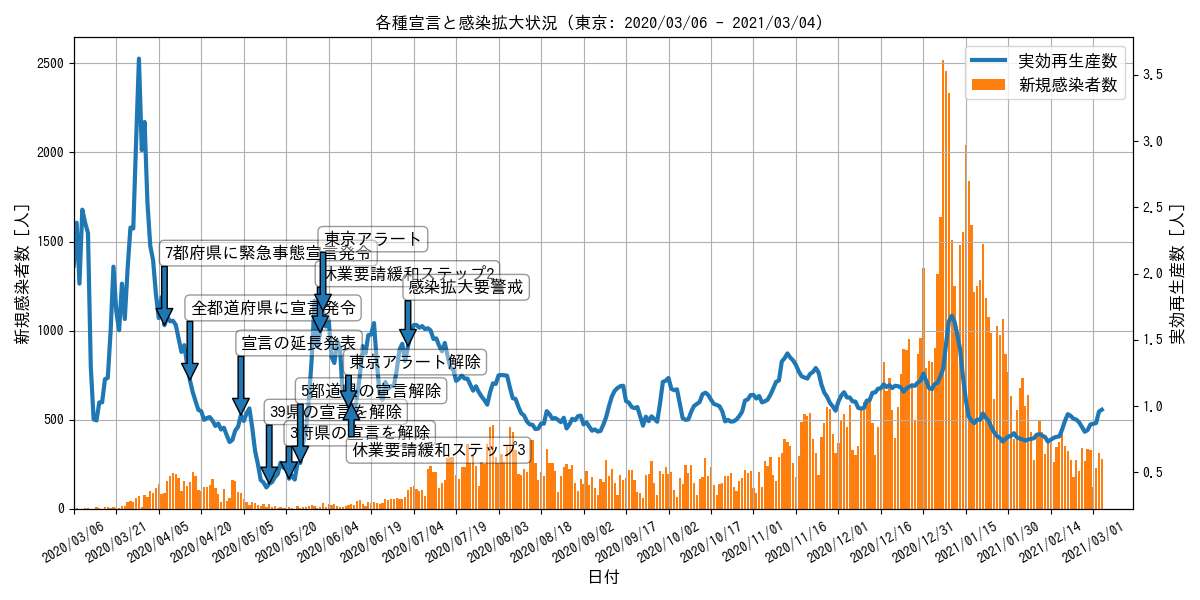 各種宣言と感染拡大状況 (東京: 2020/03/06 - 2021/03/04)
実効再生産数
新規感染者数
新規感染者数 [人]
2500
2000
1500
1000
500
0
実効再生産数 [人]
3.5
3.0
2.5
2.0
1.5
1.0
0.5
東京アラート
7都府県に緊急事態宣言発令
休業要請緩和ステップ2
感染拡大要警戒
全都道府県に宣言発令
宣言の延長発表
東京アラート解除
5都道県の宣言解除
39県の宣言を解除
3府県の宣言を解除
休業要請緩和ステップ3
2020/03/06
2020/03/21
2020/04/05
2020/04/20
2020/05/05
2020/05/20
2020/06/04
2020/06/19
2020/07/04
2020/07/19
2020/08/03
2020/08/18
2020/09/02
2020/09/17
2020/10/02
2020/10/17
2020/11/01
2020/11/16
2020/12/01
2020/12/16
2020/12/31
2021/01/15
2021/01/30
2021/02/14
2021/03/01
日付